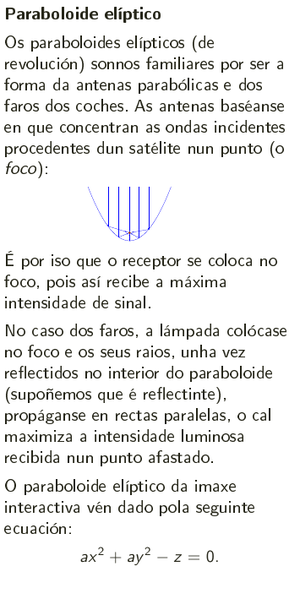 Paraboloide elíptico
Os paraboloides elípticos (de
revolución) sonnos familiares por ser a
forma da antenas parabólicas e dos
faros dos coches. As antenas baséanse
en que concentran as ondas incidentes
procedentes dun satélite nun punto (o
foco):
É por iso que o receptor se coloca no
foco, pois así recibe a máxima
intensidade de sinal.
No caso dos faros, a lámpada colócase
no foco e os seus raios, unha vez
reflectidos no interior do paraboloide
(supoñemos que é reflectinte),
propáganse en rectas paralelas, o cal
maximiza a intensidade luminosa
recibida nun punto afastado.
O paraboloide elíptico da imaxe
interactiva vén dado pola seguinte
ecuación:
ax² + ay² − z = 0.